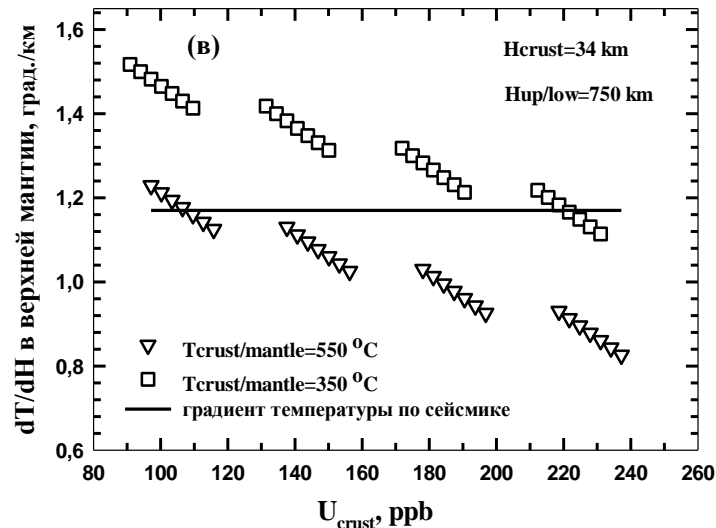 (в)
Hcrust=34 km
Hup/low=750 km
dT/dH в верхней мантии, град./км
1,6
1,4
1,2
1,0
0,8
0,6
Tcrust/mantle=550 °C
Tcrust/mantle=350 °C
градиент температуры по сейсмике
80 100 120 140 160 180 200 220 240 260
U_crust, ppb